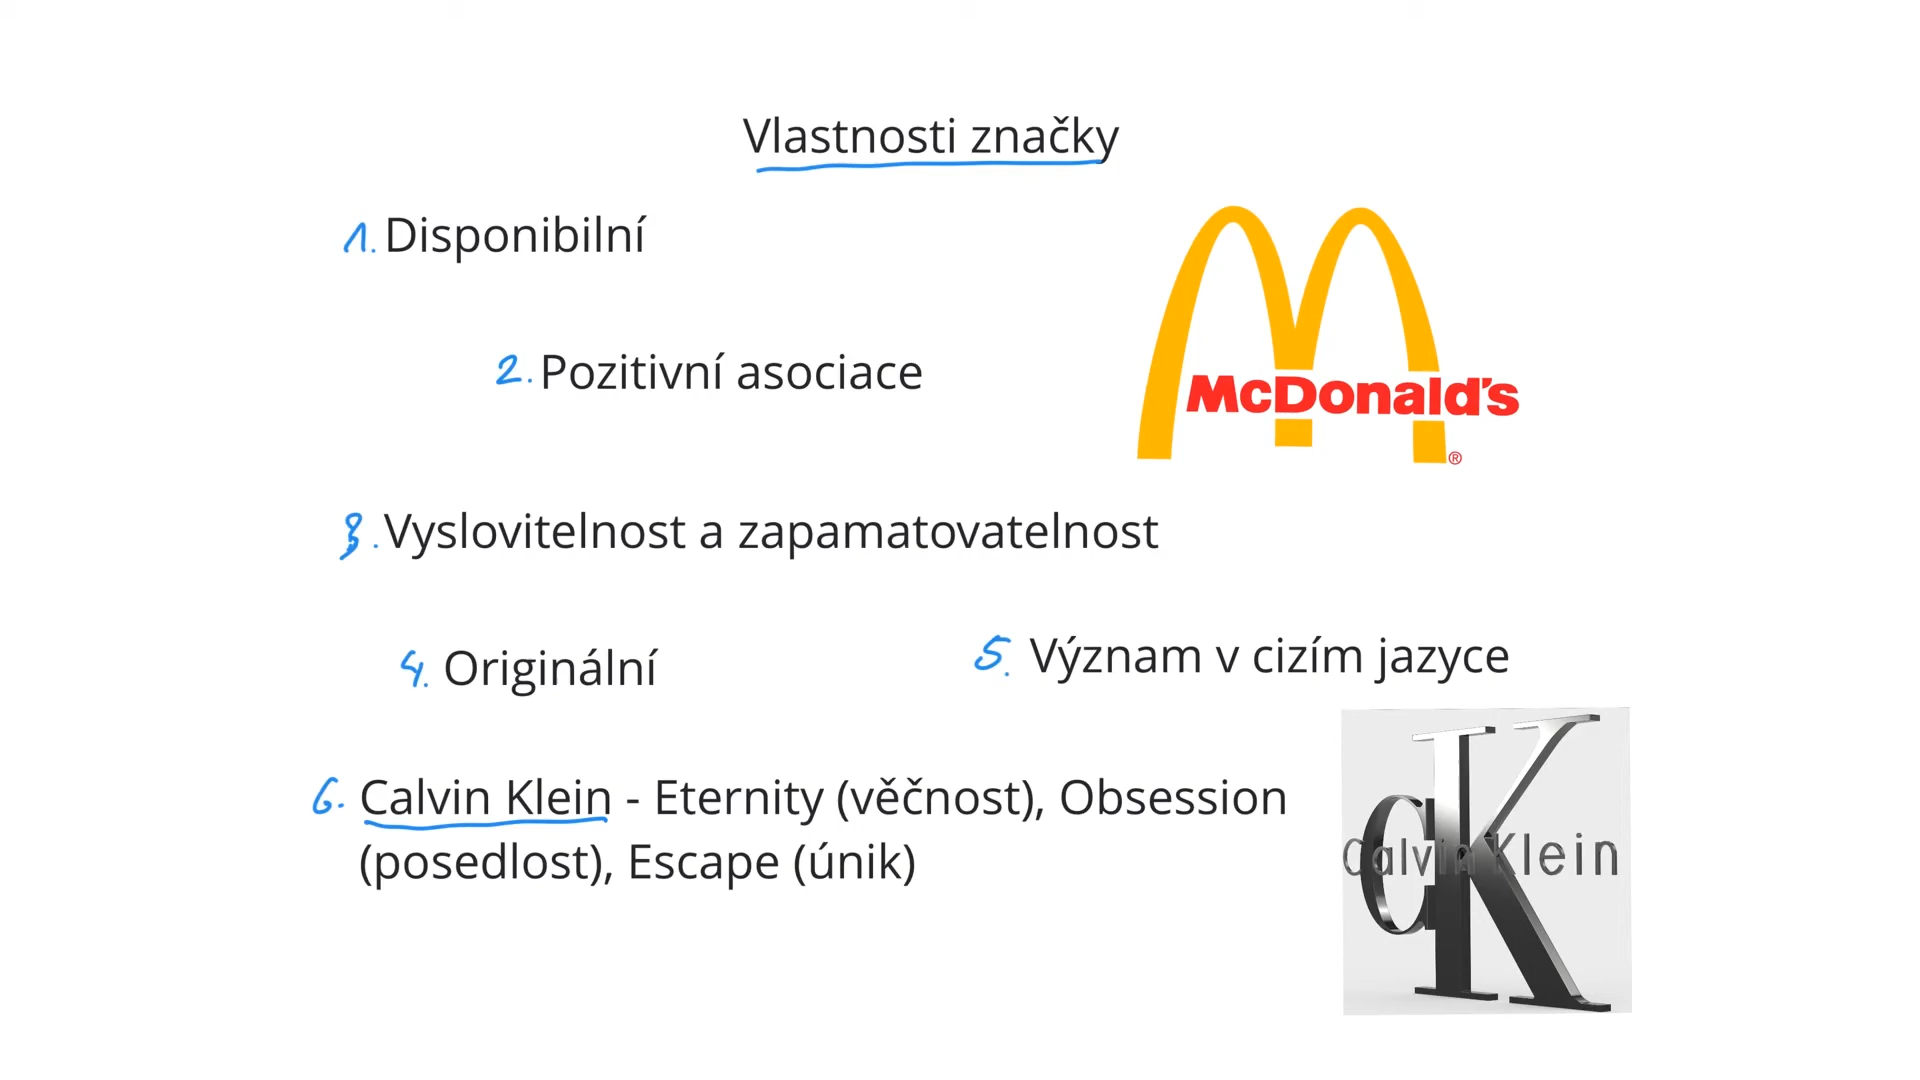 Vlastnosti značky
1. Disponibilní
2. Pozitivní asociace
McDonald's
®
3. Vyslovitelnost a zapamatovatelnost
4. Originální
5. Význam v cizím jazyce
6. Calvin Klein - Eternity (věčnost), Obsession
(posedlost), Escape (únik)
cK
Calvin Klein